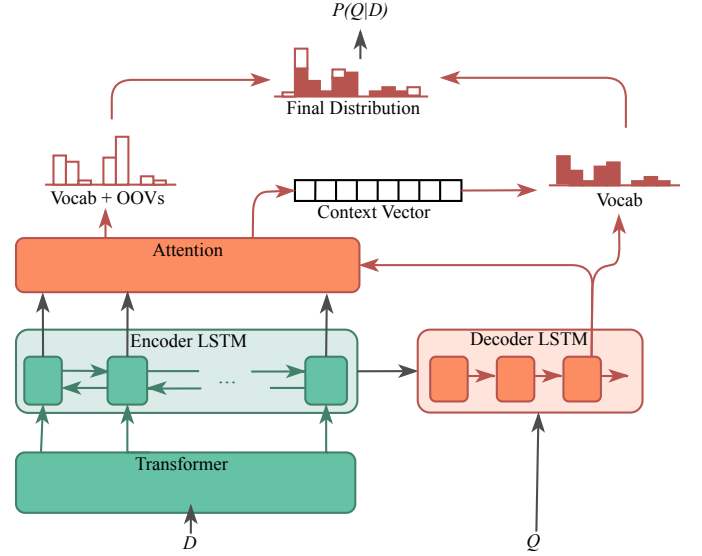 P(Q|D)
Final Distribution
Vocab + OOVs
Context Vector
Vocab
Attention
Encoder LSTM
Decoder LSTM
...
Transformer
D
Q